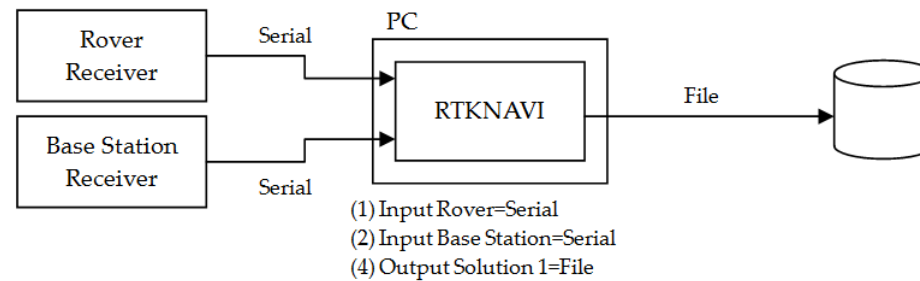 Rover
Receiver
Serial
PC
RTKNAVI
File
Base Station
Receiver
Serial
(1) Input Rover=Serial
(2) Input Base Station=Serial
(4) Output Solution 1=File